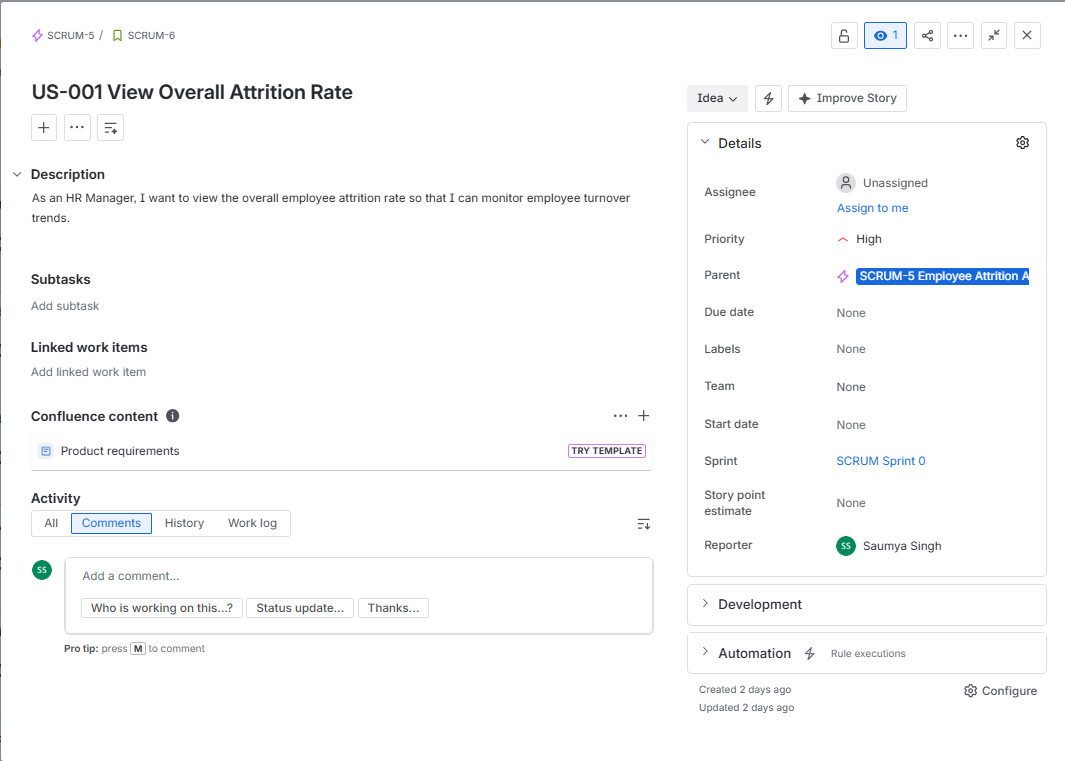 SCRUM-5 / SCRUM-6
1
US-001 View Overall Attrition Rate
Idea
Improve Story
Description
As an HR Manager, I want to view the overall employee attrition rate so that I can monitor employee turnover
trends.
Subtasks
Add subtask
Linked work items
Add linked work item
Confluence content
Product requirements
TRY TEMPLATE
Activity
All Comments History Work log
SS
Add a comment...
Who is working on this...? Status update... Thanks...
Pro tip: press M to comment
Details
Assignee
Unassigned
Assign to me
Priority
High
Parent
SCRUM-5 Employee Attrition A
Due date
None
Labels
None
Team
None
Start date
None
Sprint
SCRUM Sprint 0
Story point
estimate
None
Reporter
SS Saumya Singh
Development
Automation Rule executions
Created 2 days ago
Updated 2 days ago
Configure